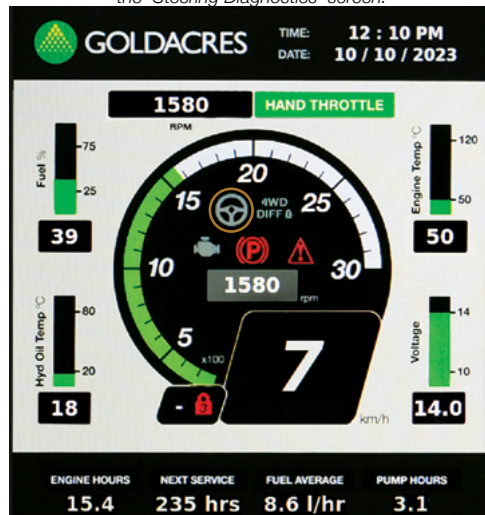 the "Steering Diagnostics" screen.
GOLDACRES
TIME: 12 : 10 PM
DATE: 10 / 10 / 2023
1580
HAND THROTTLE
RPM
Fuel %
75
25
39
Engine Temp °C
120
50
50
5
10
15
20
25
30
x100
4WD
DIFF
P
1580
rpm
7
km/h
-
3
Hyd Oil Temp °C
60
20
18
Voltage
14
10
14.0
ENGINE HOURS
15.4
NEXT SERVICE
235 hrs
FUEL AVERAGE
8.6 l/hr
PUMP HOURS
3.1